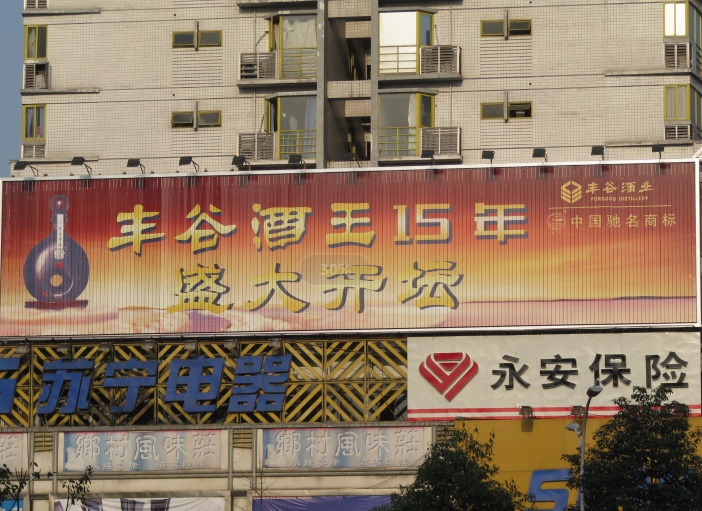 丰谷酒王15年
盛大开坛
丰谷酒业
FORGOOD DISTILLERY
中国驰名商标
苏宁电器
永安保险
鄉村風味莊
鄉村風味莊